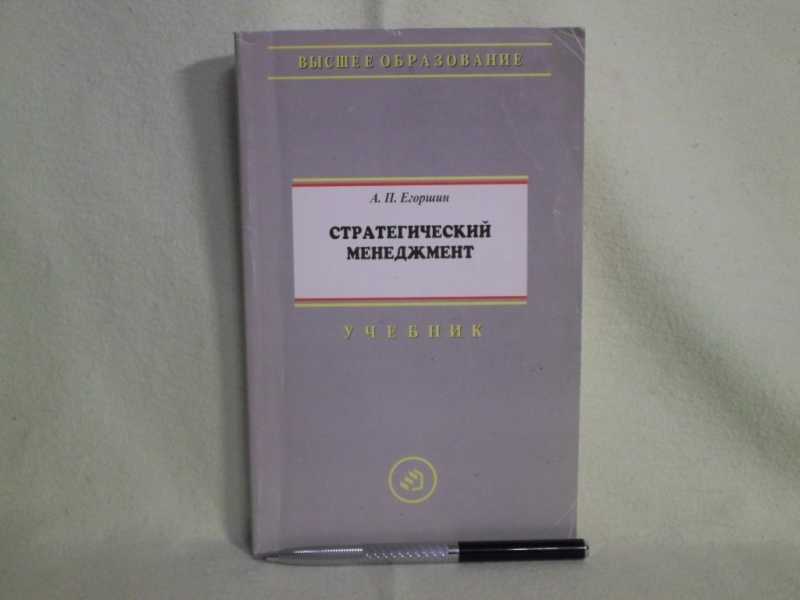 ВЫСШЕЕ ОБРАЗОВАНИЕ
А. П. Егоршин
СТРАТЕГИЧЕСКИЙ
МЕНЕДЖМЕНТ
УЧЕБНИК